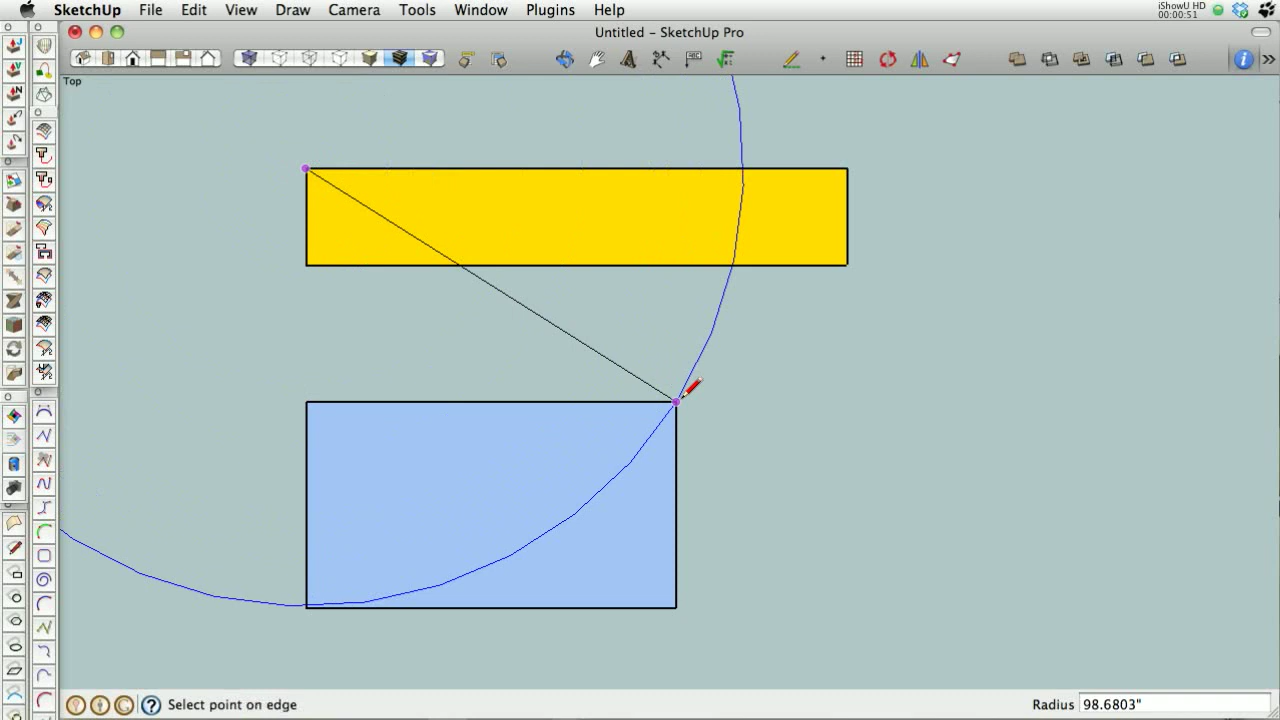 SketchUp File Edit View Draw Camera Tools Window Plugins Help
iShowU HD
00:00:51
Untitled – SketchUp Pro
Top
Select point on edge
Radius 98.6803"